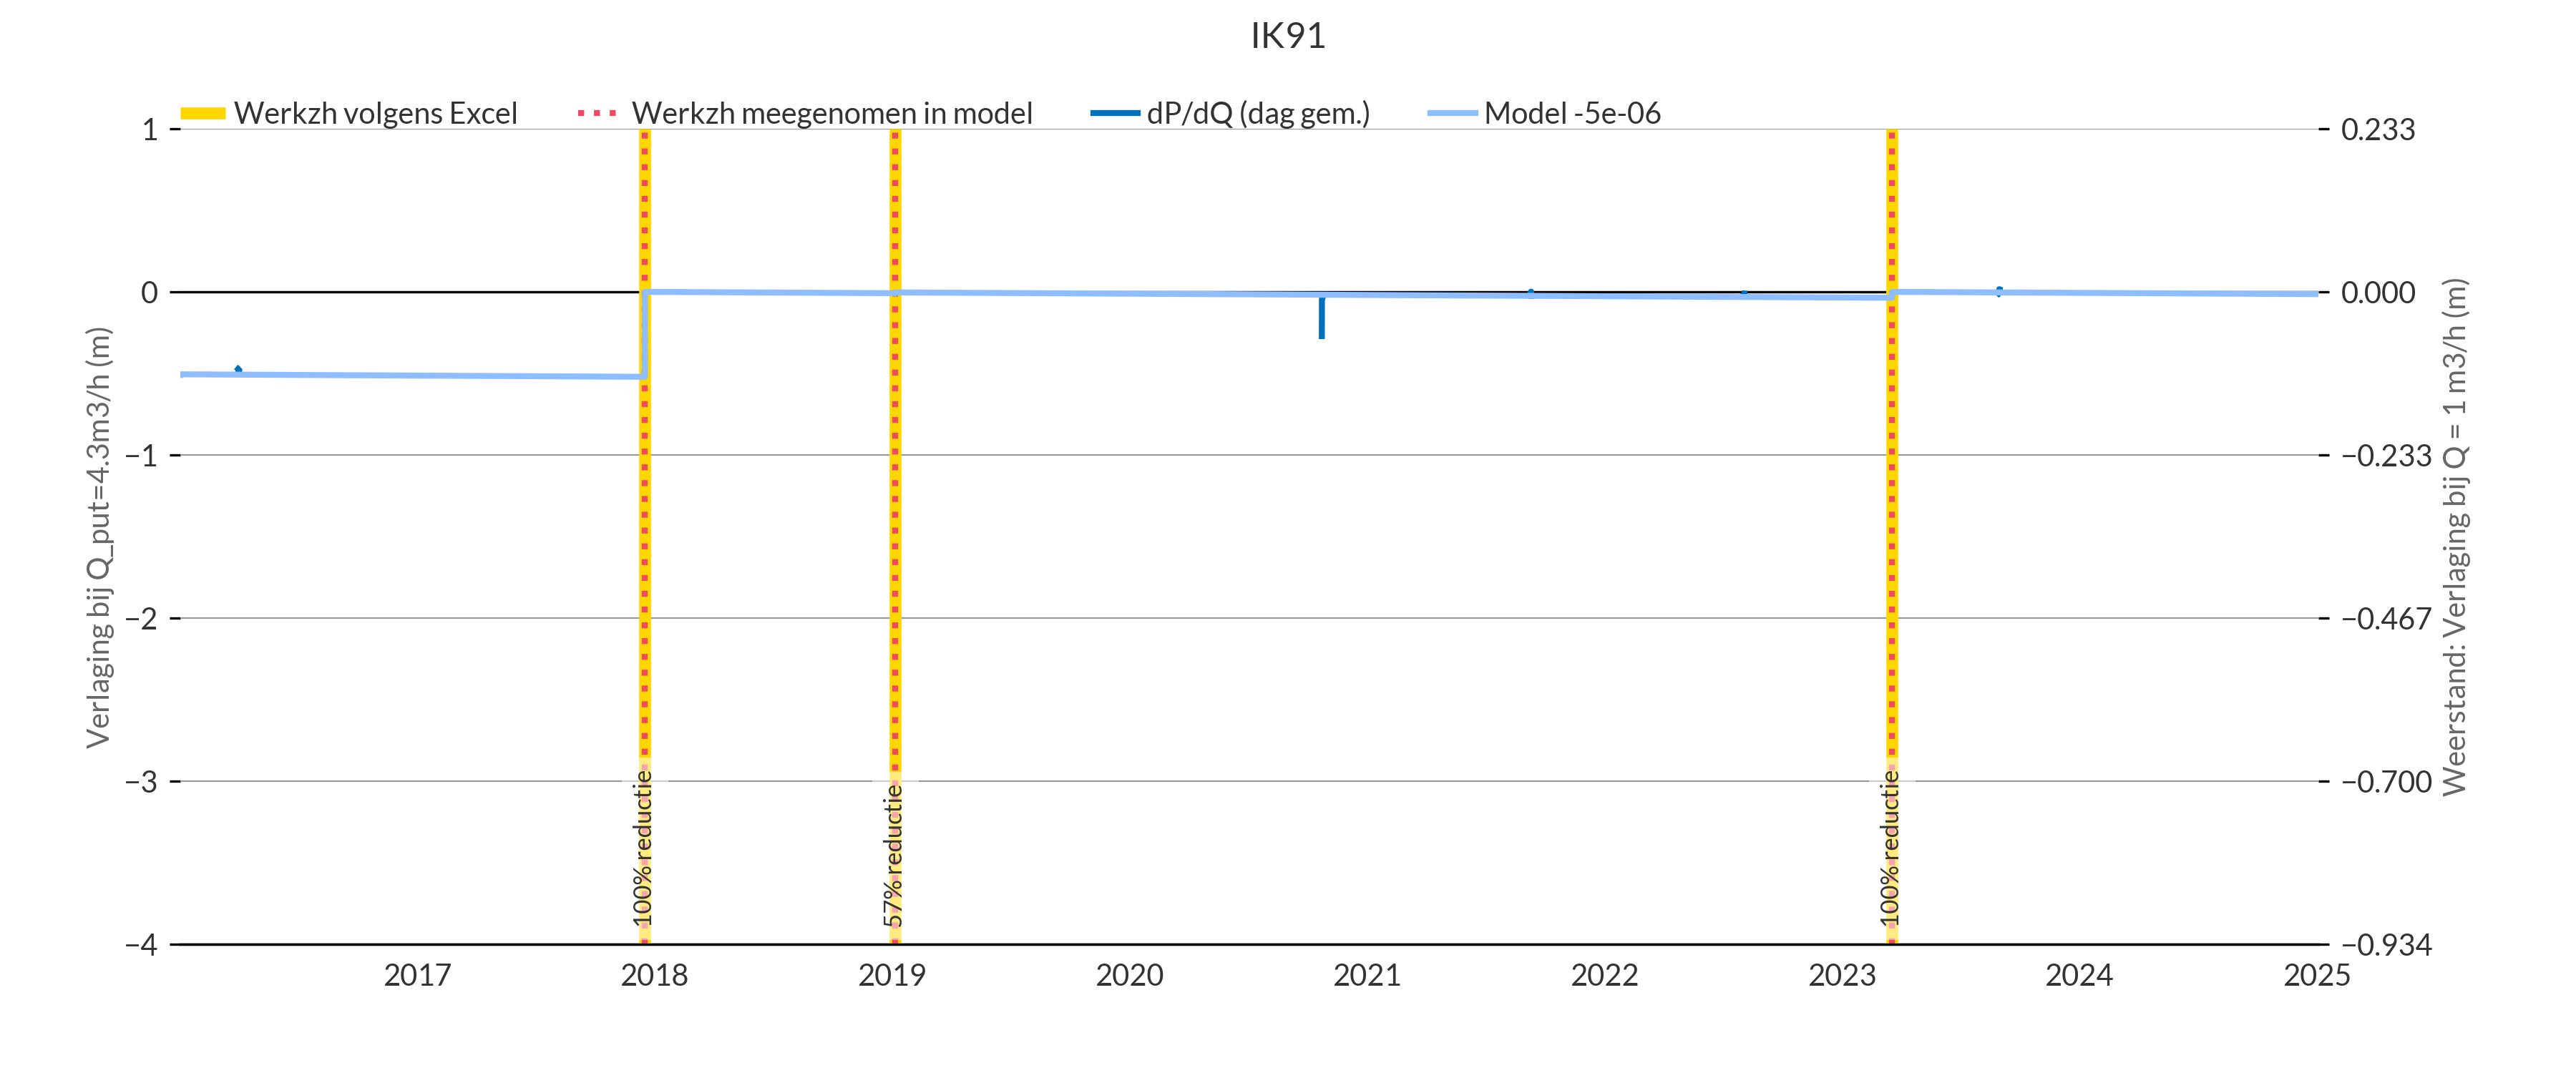 IK91
Werkzh volgens Excel
Werkzh meegenomen in model
dP/dQ (dag gem.)
Model -5e-06
1
0
−1
−2
−3
−4
Verlaging bij Q_put=4.3m3/h (m)
0.233
0.000
−0.233
−0.467
−0.700
−0.934
Weerstand: Verlaging bij Q = 1 m3/h (m)
100% reductie
57% reductie
100% reductie
2017
2018
2019
2020
2021
2022
2023
2024
2025